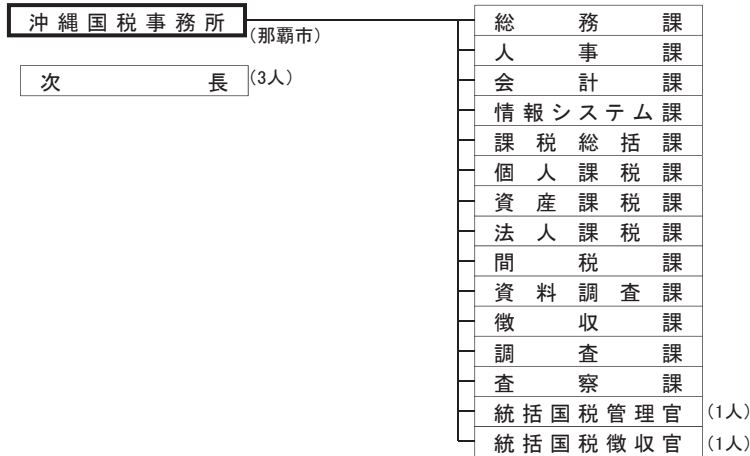 沖縄国税事務所
(那覇市)
次長
(3人)
総務課
人事課
会計課
情報システム課
課税総括課
個人課税課
資産課税課
法人課税課
間税課
資料調査課
徴収課
調査課
査察課
統括国税管理官
(1人)
統括国税徴収官
(1人)